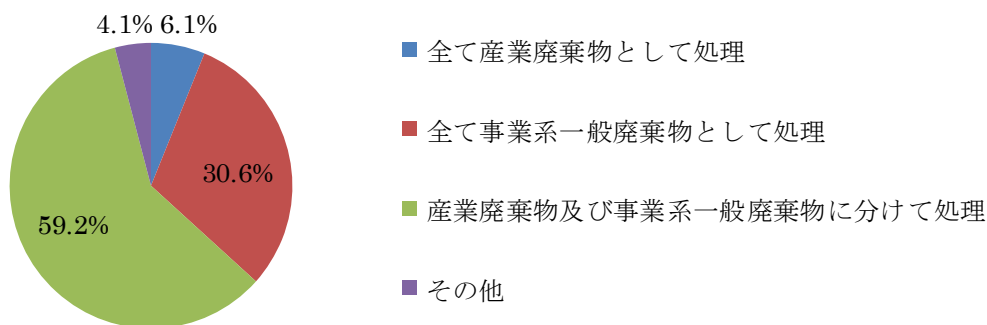 4.1% 6.1%
全て産業廃棄物として処理
全て事業系一般廃棄物として処理
30.6%
産業廃棄物及び事業系一般廃棄物に分けて処理
59.2%
その他